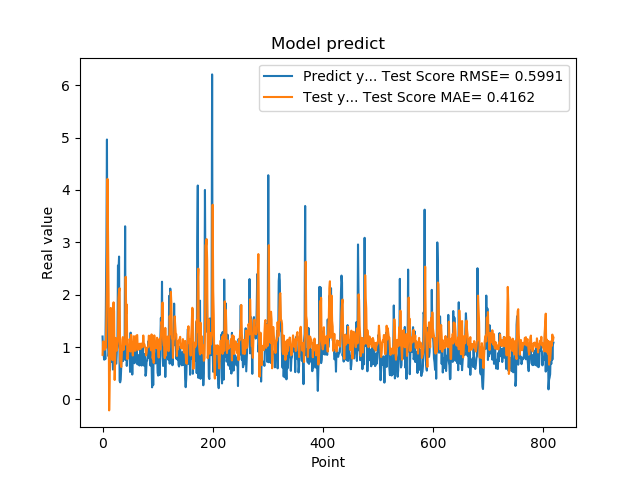 Model predict
Predict y... Test Score RMSE= 0.5991
Test y... Test Score MAE= 0.4162
Real value
6
5
4
3
2
1
0
0 200 400 600 800
Point